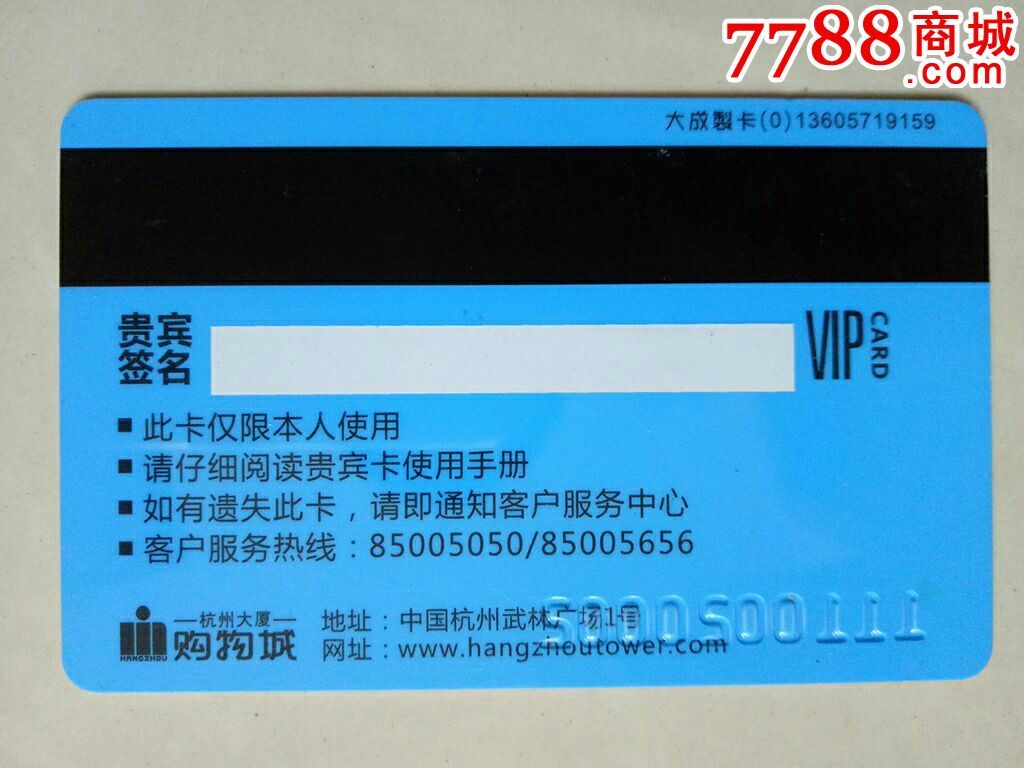 7788商城
.com
大成製卡(0)13605719159
贵宾
签名
VIP CARD
■ 此卡仅限本人使用
■ 请仔细阅读贵宾卡使用手册
■ 如有遗失此卡，请即通知客户服务中心
■ 客户服务热线：85005050/85005656
杭州大厦
购物城
HANGZHOU
地址：中国杭州武林广场1号
网址：www.hangzhoutower.com